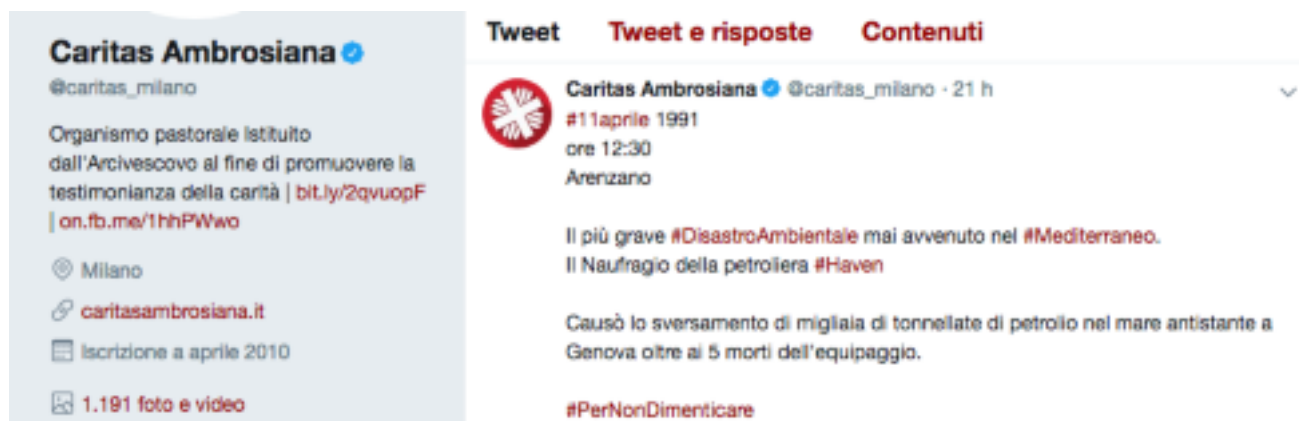 Caritas Ambrosiana
@caritas_milano
Organismo pastorale Istituito
dall'Arcivescovo al fine di promuovere la
testimonianza della carità | bit.ly/2qvuopF
| on.fb.me/1hhPWwo
Milano
caritasambrosiana.it
Iscrizione a aprile 2010
1.191 foto e video
Tweet Tweet e risposte Contenuti
Caritas Ambrosiana @caritas_milano · 21 h
#11aprile 1991
ore 12:30
Arenzano
Il più grave #DisastroAmbientale mai avvenuto nel #Mediterraneo.
Il Naufragio della petroliera #Haven
Causò lo sversamento di migliaia di tonnellate di petrolio nel mare antistante a
Genova oltre ai 5 morti dell'equipaggio.
#PerNonDimenticare